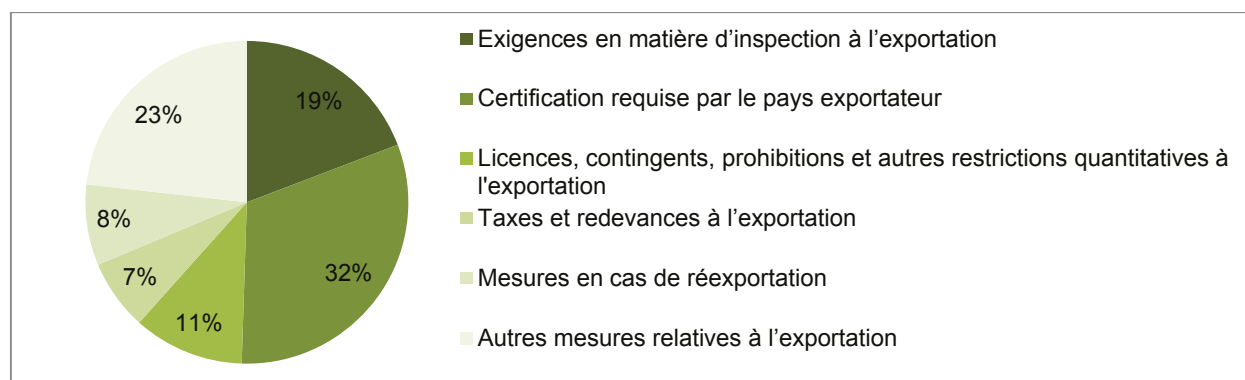 19%
32%
11%
7%
8%
23%
Exigences en matière d’inspection à l’exportation
Certification requise par le pays exportateur
Licences, contingents, prohibitions et autres restrictions quantitatives à
l'exportation
Taxes et redevances à l’exportation
Mesures en cas de réexportation
Autres mesures relatives à l’exportation